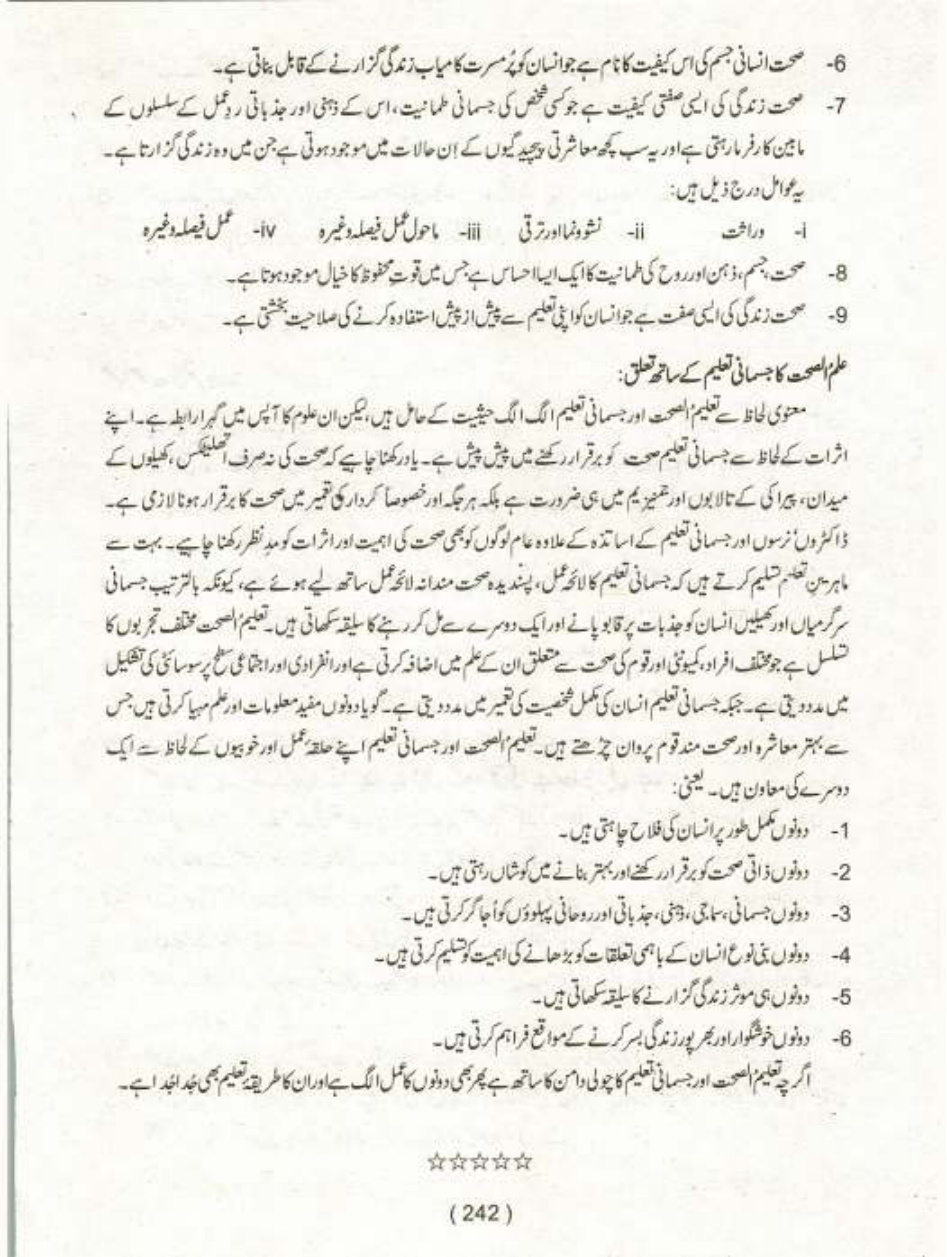 6- صحت انسانی جسم کی اس کیفیت کا نام ہے جو انسان کو پُر مسرت کامیاب زندگی گزارنے کے قابل بناتی ہے۔
7- صحت زندگی کی ایسی صفتی کیفیت ہے جو کسی شخص کی جسمانی طمانیت، اس کے ذہنی اور جذباتی ردِعمل کے سلسلوں کے
مابین کارفرما رہتی ہے اور یہ سب کچھ معاشرتی پیچیدگیوں کے اِن حالات میں موجود ہوتی ہے جن میں وہ زندگی گزارتا ہے۔
یہ عوامل درج ذیل ہیں:
i- وراثت ii- نشوونما اور ترقی iii- ماحول عمل فیصلہ وغیرہ iv- عمل فیصلہ وغیرہ
8- صحت، جسم، ذہن اور روح کی طمانیت کا ایک ایسا احساس ہے جس میں قوتِ محفوظ کا خیال موجود ہوتا ہے۔
9- صحت زندگی کی ایسی صفت ہے جو انسان کو اپنی تعلیم سے بیش از بیش استفادہ کرنے کی صلاحیت بخشتی ہے۔
علمُ الصحت کا جسمانی تعلیم کے ساتھ تعلق:
معنوی لحاظ سے تعلیمُ الصحت اور جسمانی تعلیم الگ الگ حیثیت کے حامل ہیں، لیکن ان علوم کا آپس میں گہرا رابطہ ہے۔ اپنے
اثرات کے لحاظ سے جسمانی تعلیم صحت کو برقرار رکھنے میں پیش پیش ہے۔ یاد رکھنا چاہیے کہ صحت کی نہ صرف اتھلیٹکس، کھیلوں کے
میدان، پیراکی کے تالابوں اور جمنیزیم میں ہی ضرورت ہے بلکہ ہر جگہ اور خصوصاً کردار کی تعمیر میں صحت کا برقرار ہونا لازمی ہے۔
ڈاکٹروں، نرسوں اور جسمانی تعلیم کے اساتذہ کے علاوہ عام لوگوں کو بھی صحت کی اہمیت اور اثرات کو مدِنظر رکھنا چاہیے۔ بہت سے
ماہرینِ تعلیم تسلیم کرتے ہیں کہ جسمانی تعلیم کا لائحہ عمل، پسندیدہ صحت مندانہ لائحہ عمل ساتھ لیے ہوئے ہے، کیونکہ بالترتیب جسمانی
سرگرمیاں اور کھیلیں انسان کو جذبات پر قابو پانے اور ایک دوسرے سے مل کر رہنے کا سلیقہ سکھاتی ہیں۔ تعلیمُ الصحت مختلف تجربوں کا
تسلسل ہے جو مختلف افراد، کمیونٹی اور قوم کی صحت سے متعلق ان کے علم میں اضافہ کرتی ہے اور انفرادی اور اجتماعی سطح پر سوسائٹی کی تشکیل
میں مدد دیتی ہے۔ جبکہ جسمانی تعلیم انسان کی مکمل شخصیت کی تعمیر میں مدد دیتی ہے۔ گویا دونوں مفید معلومات اور علم مہیا کرتی ہیں جس
سے بہتر معاشرہ اور صحت مند قوم پروان چڑھتے ہیں۔ تعلیمُ الصحت اور جسمانی تعلیم اپنے حلقۂ عمل اور خوبیوں کے لحاظ سے ایک
دوسرے کی معاون ہیں۔ یعنی:
1- دونوں مکمل طور پر انسان کی فلاح چاہتی ہیں۔
2- دونوں ذاتی صحت کو برقرار رکھنے اور بہتر بنانے میں کوشاں رہتی ہیں۔
3- دونوں جسمانی، سماجی، ذہنی، جذباتی اور روحانی پہلوؤں کو اُجاگر کرتی ہیں۔
4- دونوں بنی نوع انسان کے باہمی تعلقات کو بڑھانے کی اہمیت کو تسلیم کرتی ہیں۔
5- دونوں ہی موثر زندگی گزارنے کا سلیقہ سکھاتی ہیں۔
6- دونوں خوشگوار اور بھرپور زندگی بسر کرنے کے مواقع فراہم کرتی ہیں۔
اگرچہ تعلیمُ الصحت اور جسمانی تعلیم کا چولی دامن کا ساتھ ہے پھر بھی دونوں کا عمل الگ ہے اور ان کا طریقۂ تعلیم بھی جُدا جُدا ہے۔
☆☆☆☆☆
(242)